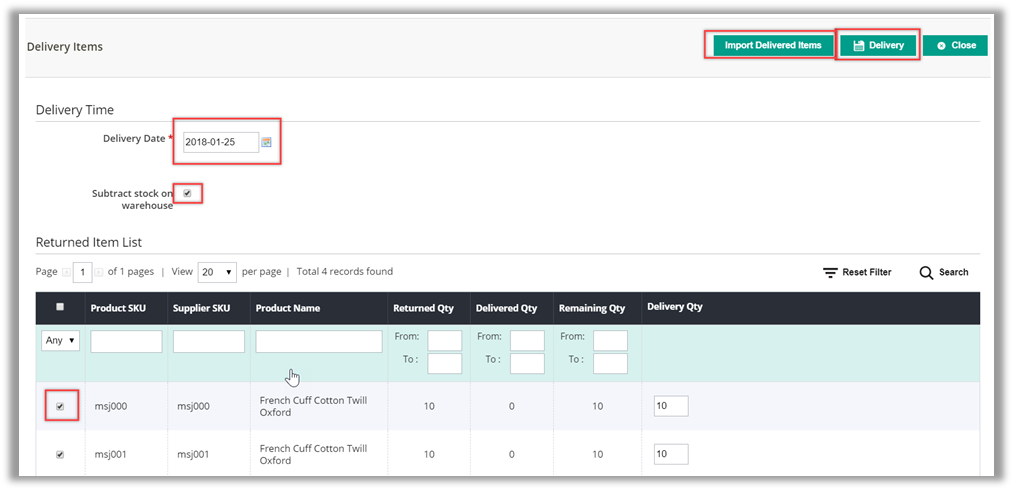 Delivery Items
Import Delivered Items
Delivery
Close
Delivery Time
Delivery Date *
2018-01-25
Subtract stock on
warehouse
Returned Item List
Page 1 of 1 pages | View 20 per page | Total 4 records found
Reset Filter
Search
Product SKU Supplier SKU Product Name Returned Qty Delivered Qty Remaining Qty Delivery Qty
Any From: From: From:
To : To : To :
msj000 msj000 French Cuff Cotton Twill Oxford 10 0 10 10
msj001 msj001 French Cuff Cotton Twill Oxford 10 0 10 10